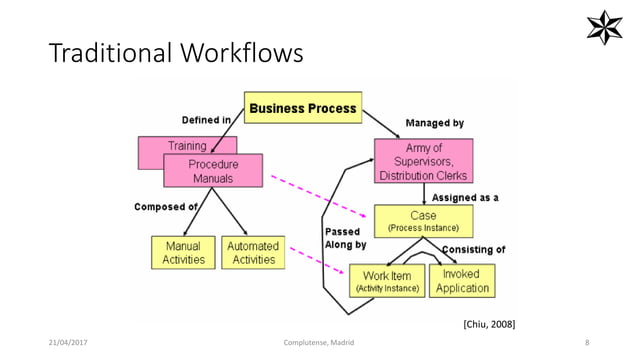 Traditional Workflows
Business Process
Defined in
Managed by
Training
Procedure
Manuals
Army of
Supervisors,
Distribution Clerks
Composed of
Assigned as a
Case
(Process Instance)
Manual
Activities
Automated
Activities
Passed
Along by
Consisting of
Work Item
(Activity Instance)
Invoked
Application
[Chiu, 2008]
21/04/2017
Complutense, Madrid
8